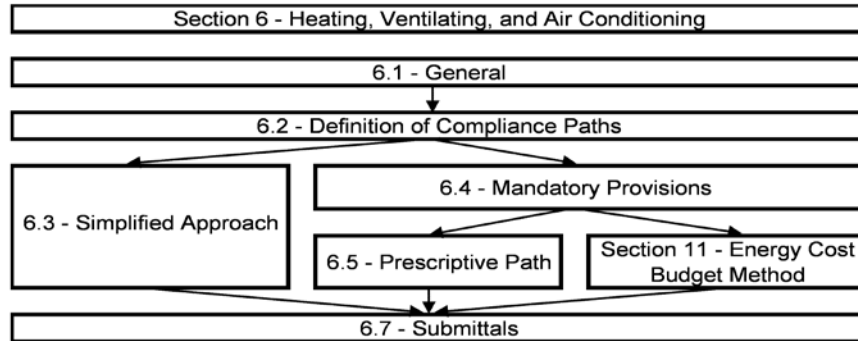 Section 6 - Heating, Ventilating, and Air Conditioning
6.1 - General
6.2 - Definition of Compliance Paths
6.3 - Simplified Approach
6.4 - Mandatory Provisions
6.5 - Prescriptive Path
Section 11 - Energy Cost
Budget Method
6.7 - Submittals